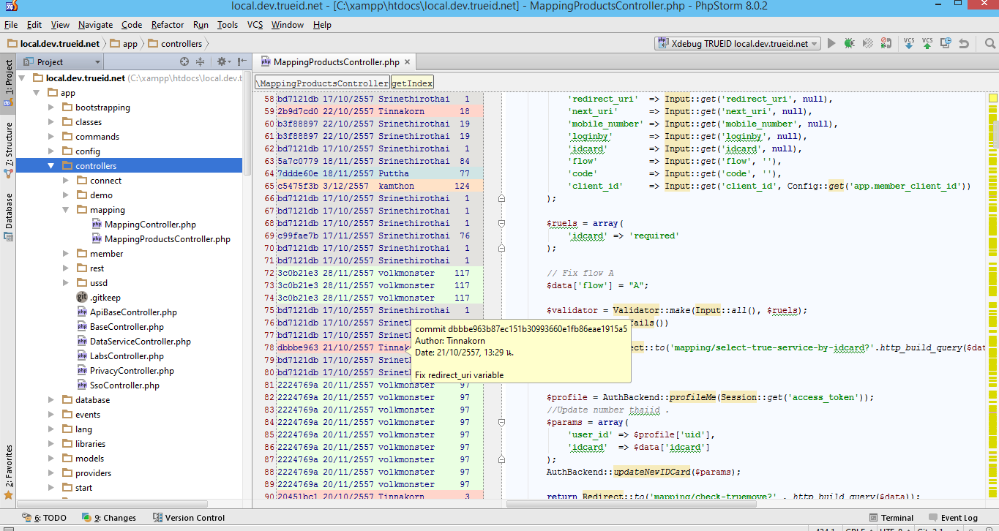 local.dev.trueid.net - [C:\xampp\htdocs\local.dev.trueid.net] - MappingProductsController.php - PhpStorm 8.0.2
File Edit View Navigate Code Refactor Run Tools VCS Window Help
local.dev.trueid.net app controllers
Xdebug TRUEID local.dev.trueid.net
VCS VCS
1: Project
7: Structure
Database
2: Favorites
Project
local.dev.trueid.net (C:\xampp\htdocs\local.dev.t
app
bootstrapping
classes
commands
config
controllers
connect
demo
mapping
MappingController.php
MappingProductsController.php
member
rest
ussd
.gitkeep
ApiBaseController.php
BaseController.php
DataServiceController.php
LabsController.php
PrivacyController.php
SsoController.php
database
events
lang
libraries
models
providers
start
MappingProductsController.php
\MappingProductsController getIndex
58 bd7121db 17/10/2557 Srinethirothai 1 'redirect_uri' => Input::get('redirect_uri', null),
59 2b9d7cd0 22/10/2557 Tinnakorn 18 'next_uri' => Input::get('next_uri', null),
60 b3f88897 22/10/2557 Srinethirothai 19 'mobile_number' => Input::get('mobile_number', null),
61 b3f88897 22/10/2557 Srinethirothai 19 'loginby' => Input::get('loginby', null),
62 bd7121db 17/10/2557 Srinethirothai 1 'idcard' => Input::get('idcard', null),
63 5a7c0779 18/11/2557 Srinethirothai 84 'flow' => Input::get('flow', ''),
64 7ddde60e 18/11/2557 Puttha 77 'code' => Input::get('code', ''),
65 c5475f3b 3/12/2557 kamthon 124 'client_id' => Input::get('client_id', Config::get('app.member_client_id'))
66 bd7121db 17/10/2557 Srinethirothai 1 );
67 bd7121db 17/10/2557 Srinethirothai 1
68 bd7121db 17/10/2557 Srinethirothai 1 $ruels = array(
69 c99fae7b 17/11/2557 Srinethirothai 76 'idcard' => 'required'
70 bd7121db 17/10/2557 Srinethirothai 1 );
71 bd7121db 17/10/2557 Srinethirothai 1
72 3c0b21e3 28/11/2557 volkmonster 117 // Fix flow A
73 3c0b21e3 28/11/2557 volkmonster 117 $data['flow'] = "A";
74 3c0b21e3 28/11/2557 volkmonster 117
75 bd7121db 17/10/2557 Srinethirothai 1 $validator = Validator::make(Input::all(), $ruels);
76 bd7121db 17/10/2557 Srineth fails())
77 bd7121db 17/10/2557 Srineth
78 dbbbe963 21/10/2557 Tinnako ct::to('mapping/select-true-service-by-idcard?'.http_build_query($dat
79 bd7121db 17/10/2557 Srineth
80 bd7121db 17/10/2557 Srineth
commit dbbbe963b87ec151b30993660e1fb86eae1915a5
Author: Tinnakorn
Date: 21/10/2557, 13:29 น.
Fix redirect_uri variable
81 2224769a 20/11/2557 volkmonster 97
82 2224769a 20/11/2557 volkmonster 97 $profile = AuthBackend::profileMe(Session::get('access_token'));
83 2224769a 20/11/2557 volkmonster 97 //Update number thaiid .
84 2224769a 20/11/2557 volkmonster 97 $params = array(
85 2224769a 20/11/2557 volkmonster 97 'user_id' => $profile['uid'],
86 2224769a 20/11/2557 volkmonster 97 'idcard' => $data['idcard']
87 2224769a 20/11/2557 volkmonster 97 );
88 2224769a 20/11/2557 volkmonster 97 AuthBackend::updateNewIDCard($params);
89 2224769a 20/11/2557 volkmonster 97
90 20451bc1 20/10/2557 Tinnakorn 3 return Redirect::to('mapping/check-truemove?' . http_build_query($data));
6: TODO 9: Changes Version Control Terminal Event Log